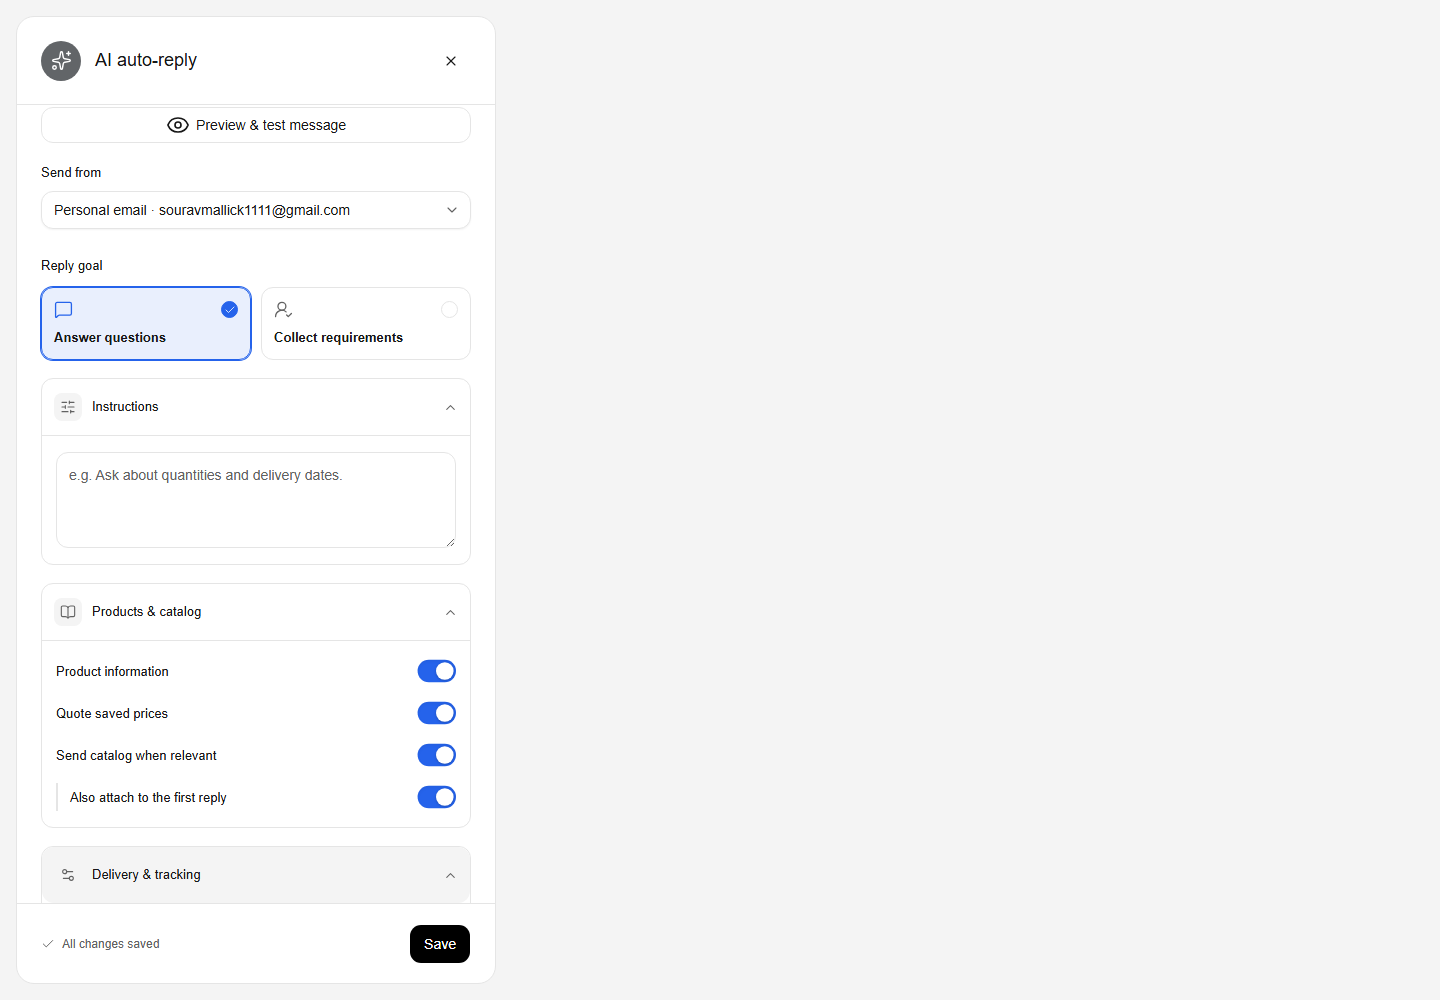 AI auto-reply
Preview & test message
Send from
Personal email · souravmallick1111@gmail.com
Reply goal
Answer questions
Collect requirements
Instructions
e.g. Ask about quantities and delivery dates.
Products & catalog
Product information
Quote saved prices
Send catalog when relevant
Also attach to the first reply
Delivery & tracking
All changes saved
Save